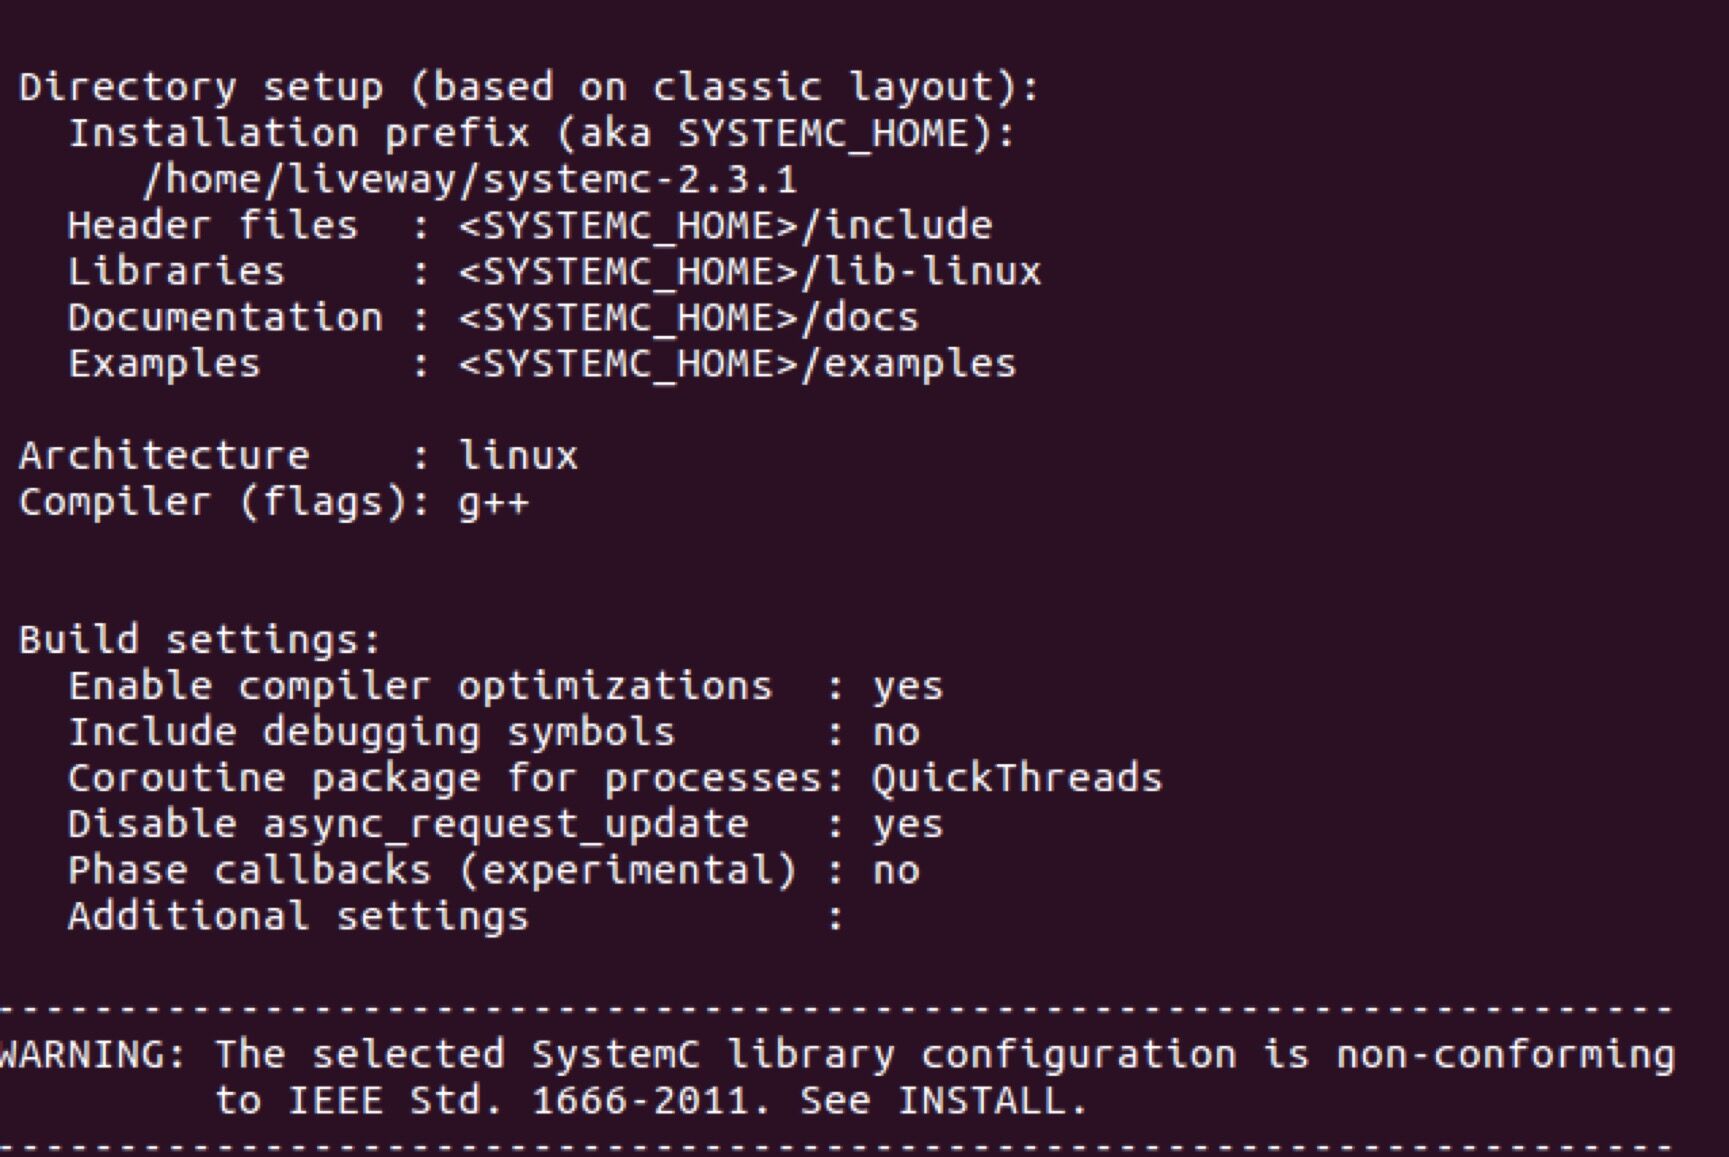 Directory setup (based on classic layout):
  Installation prefix (aka SYSTEMC_HOME):
     /home/liveway/systemc-2.3.1
  Header files  : <SYSTEMC_HOME>/include
  Libraries     : <SYSTEMC_HOME>/lib-linux
  Documentation : <SYSTEMC_HOME>/docs
  Examples      : <SYSTEMC_HOME>/examples
Architecture    : linux
Compiler (flags): g++
Build settings:
  Enable compiler optimizations  : yes
  Include debugging symbols      : no
  Coroutine package for processes: QuickThreads
  Disable async_request_update   : yes
  Phase callbacks (experimental) : no
  Additional settings            :
---------------------------------------------------------------------
WARNING: The selected SystemC library configuration is non-conforming
         to IEEE Std. 1666-2011. See INSTALL.
---------------------------------------------------------------------